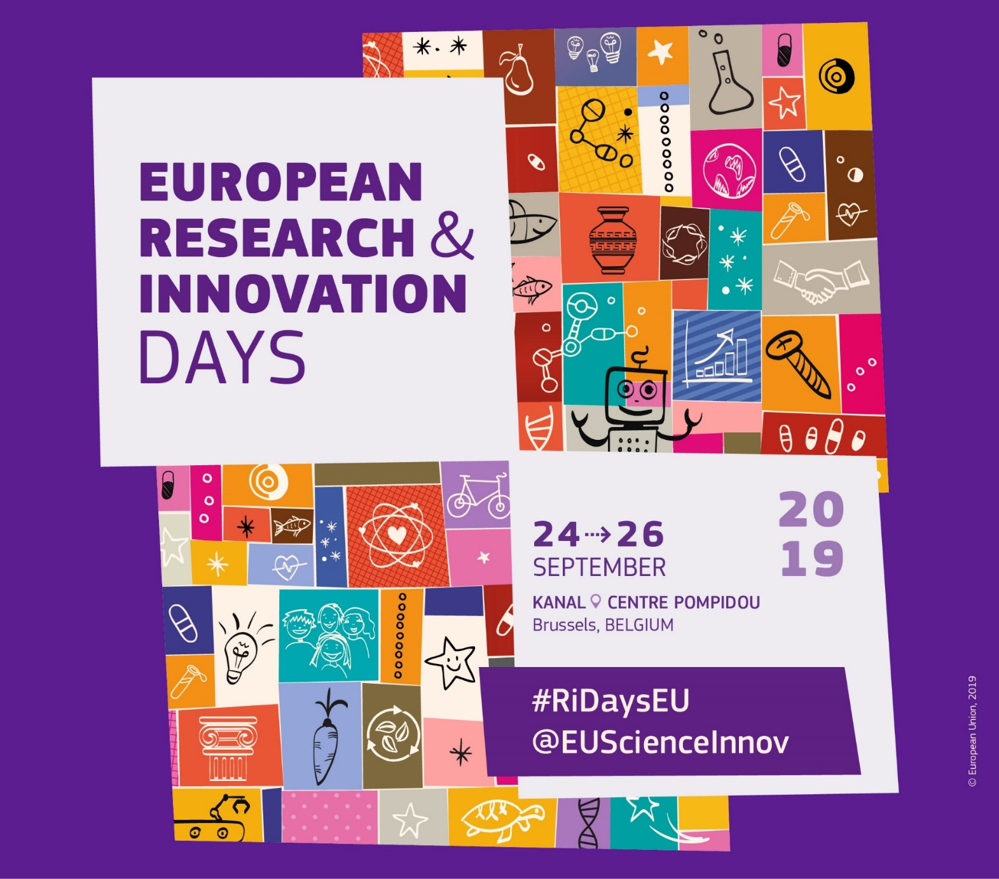 EUROPEAN
RESEARCH &
INNOVATION
DAYS
24 ⇢ 26
SEPTEMBER
20
19
KANAL CENTRE POMPIDOU
Brussels, BELGIUM
#RiDaysEU
@EUScienceInnov
© European Union, 2019